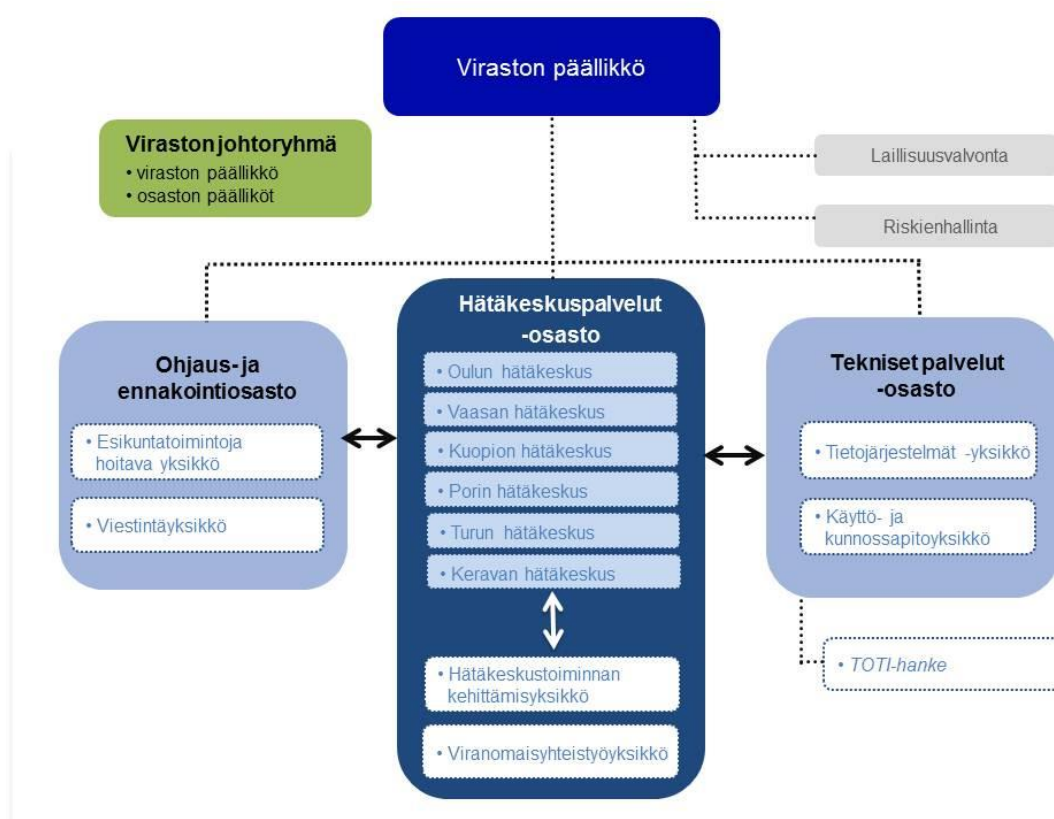 Viraston päällikkö
Viraston johtoryhmä
• viraston päällikkö
• osaston päälliköt
Laillisuusvalvonta
Riskienhallinta
Ohjaus- ja
ennakointiosasto
• Esikuntatoimintoja
hoitava yksikkö
• Viestintäyksikkö
Hätäkeskuspalvelut
-osasto
• Oulun hätäkeskus
• Vaasan hätäkeskus
• Kuopion hätäkeskus
• Porin hätäkeskus
• Turun hätäkeskus
• Keravan hätäkeskus
• Hätäkeskustoiminnan
kehittämisyksikkö
• Viranomaisyhteistyöyksikkö
Tekniset palvelut
-osasto
• Tietojärjestelmät -yksikkö
• Käyttö- ja
kunnossapitoyksikkö
• TOTI-hanke